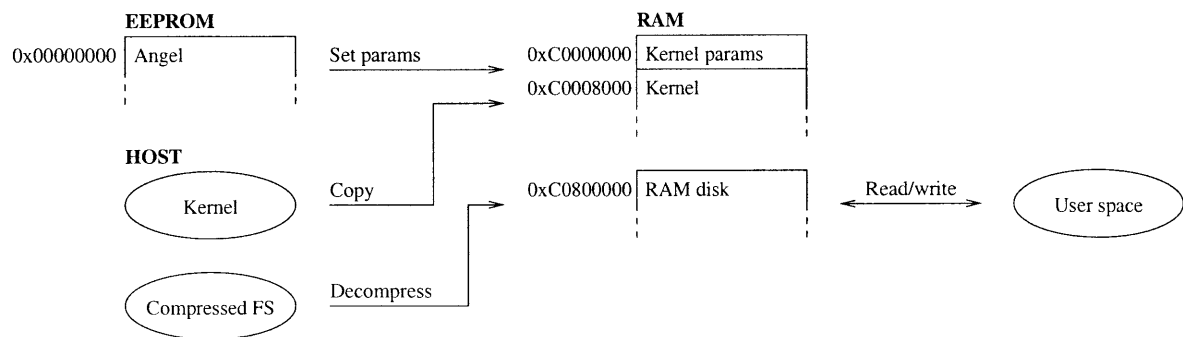 EEPROM
0x00000000 Angel
Set params
RAM
0xC0000000 Kernel params
0xC0008000 Kernel
HOST
Kernel
Copy
0xC0800000 RAM disk
Read/write
User space
Compressed FS
Decompress